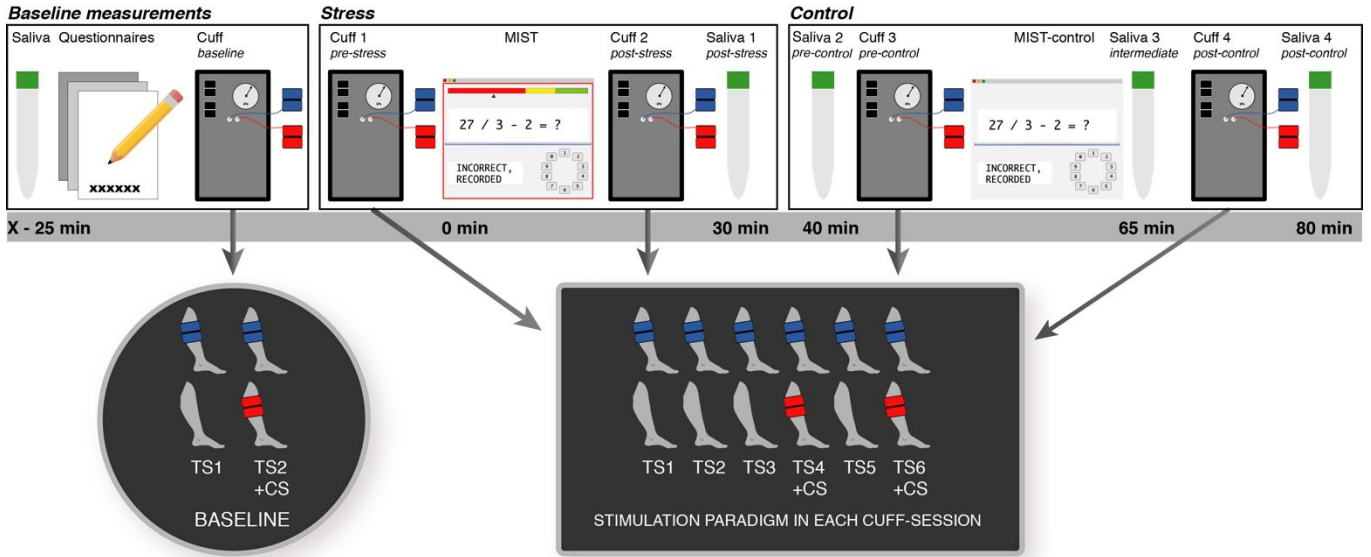 Baseline measurements
Saliva
Questionnaires
Cuff
baseline
XXXXXX
Stress
Cuff 1
pre-stress
MIST
27 / 3 - 2 = ?
INCORRECT,
RECORDED
Cuff 2
post-stress
Saliva 1
post-stress
Control
Saliva 2
pre-control
Cuff 3
pre-control
MIST-control
27 / 3 - 2 = ?
INCORRECT,
RECORDED
Saliva 3
intermediate
Cuff 4
post-control
Saliva 4
post-control
X - 25 min
0 min
30 min
40 min
65 min
80 min
TS1
TS2
+CS
BASELINE
TS1
TS2
TS3
TS4
+CS
TS5
TS6
+CS
STIMULATION PARADIGM IN EACH CUFF-SESSION